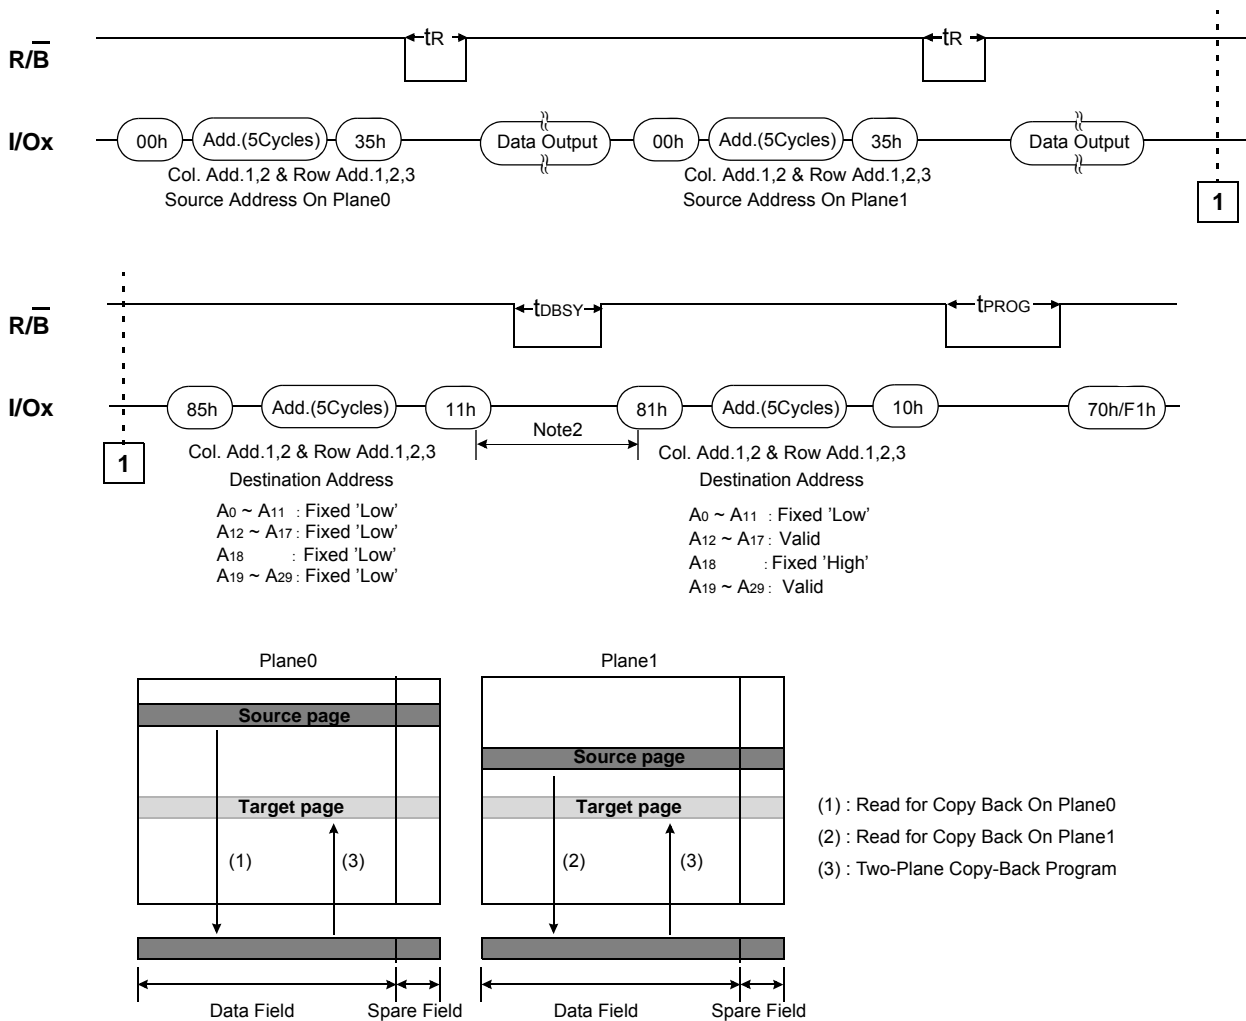 tR
tR
R/B
I/Ox
00h
Add.(5Cycles)
35h
Data Output
00h
Add.(5Cycles)
35h
Data Output
Col. Add.1,2 & Row Add.1,2,3
Source Address On Plane0
Col. Add.1,2 & Row Add.1,2,3
Source Address On Plane1
1
R/B
tDBSY
tPROG
I/Ox
85h
Add.(5Cycles)
11h
81h
Add.(5Cycles)
10h
70h/F1h
Note2
1
Col. Add.1,2 & Row Add.1,2,3
Destination Address
A0 ~ A11 : Fixed 'Low'
A12 ~ A17 : Fixed 'Low'
A18 : Fixed 'Low'
A19 ~ A29 : Fixed 'Low'
Col. Add.1,2 & Row Add.1,2,3
Destination Address
A0 ~ A11 : Fixed 'Low'
A12 ~ A17 : Valid
A18 : Fixed 'High'
A19 ~ A29 : Valid
Plane0
Source page
Target page
(1)
(3)
Data Field
Spare Field
Plane1
Source page
Target page
(2)
(3)
Data Field
Spare Field
(1) : Read for Copy Back On Plane0
(2) : Read for Copy Back On Plane1
(3) : Two-Plane Copy-Back Program